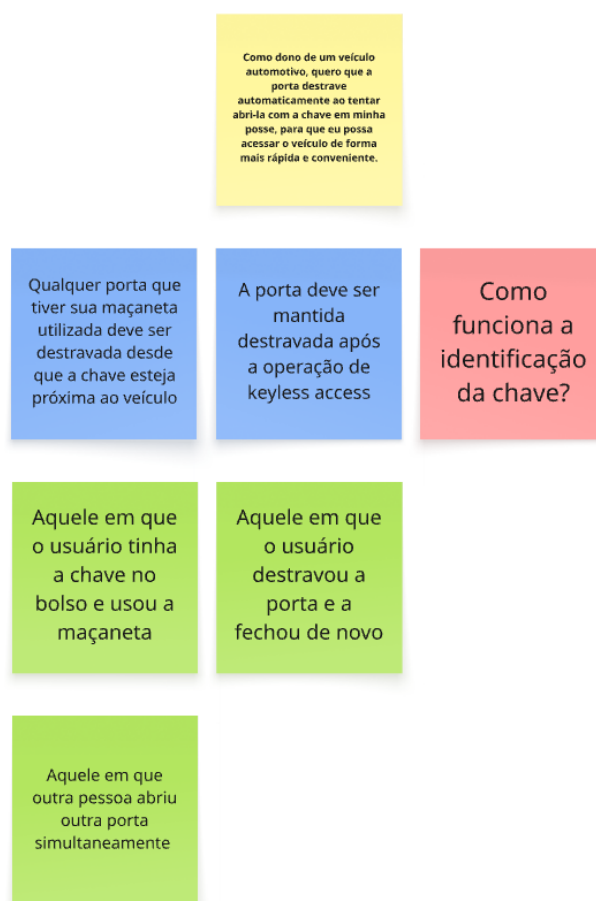 Como dono de um veículo
automotivo, quero que a
porta destrave
automaticamente ao tentar
abri-la com a chave em minha
posse, para que eu possa
acessar o veículo de forma
mais rápida e conveniente.
Qualquer porta que
tiver sua maçaneta
utilizada deve ser
destravada desde
que a chave esteja
próxima ao veículo
A porta deve ser
mantida
destravada após
a operação de
keyless access
Como
funciona a
identificação
da chave?
Aquele em que
o usuário tinha
a chave no
bolso e usou a
maçaneta
Aquele em que
o usuário
destravou a
porta e a
fechou de novo
Aquele em que
outra pessoa abriu
outra porta
simultaneamente